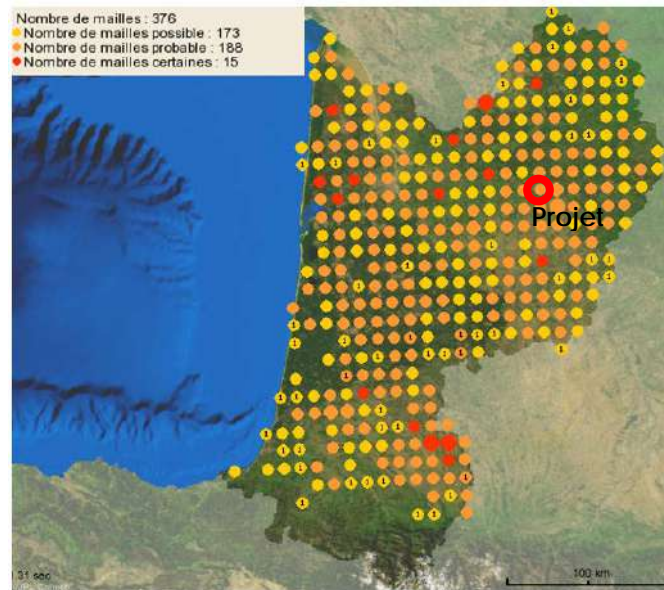 Nombre de mailles : 376
Nombre de mailles possible : 173
Nombre de mailles probable : 188
Nombre de mailles certaines : 15
Projet
100 km